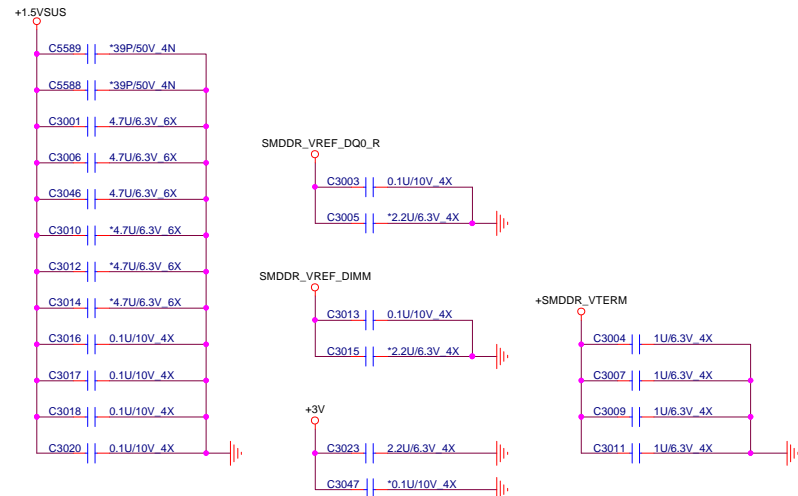 +1.5VSUS
C5589 *39P/50V_4N
C5588 *39P/50V_4N
C3001 4.7U/6.3V_6X
C3006 4.7U/6.3V_6X
C3046 4.7U/6.3V_6X
C3010 *4.7U/6.3V_6X
C3012 *4.7U/6.3V_6X
C3014 *4.7U/6.3V_6X
C3016 0.1U/10V_4X
C3017 0.1U/10V_4X
C3018 0.1U/10V_4X
C3020 0.1U/10V_4X
SMDDR_VREF_DQ0_R
C3003 0.1U/10V_4X
C3005 *2.2U/6.3V_4X
SMDDR_VREF_DIMM
C3013 0.1U/10V_4X
C3015 *2.2U/6.3V_4X
+3V
C3023 2.2U/6.3V_4X
C3047 *0.1U/10V_4X
+SMDDR_VTERM
C3004 1U/6.3V_4X
C3007 1U/6.3V_4X
C3009 1U/6.3V_4X
C3011 1U/6.3V_4X